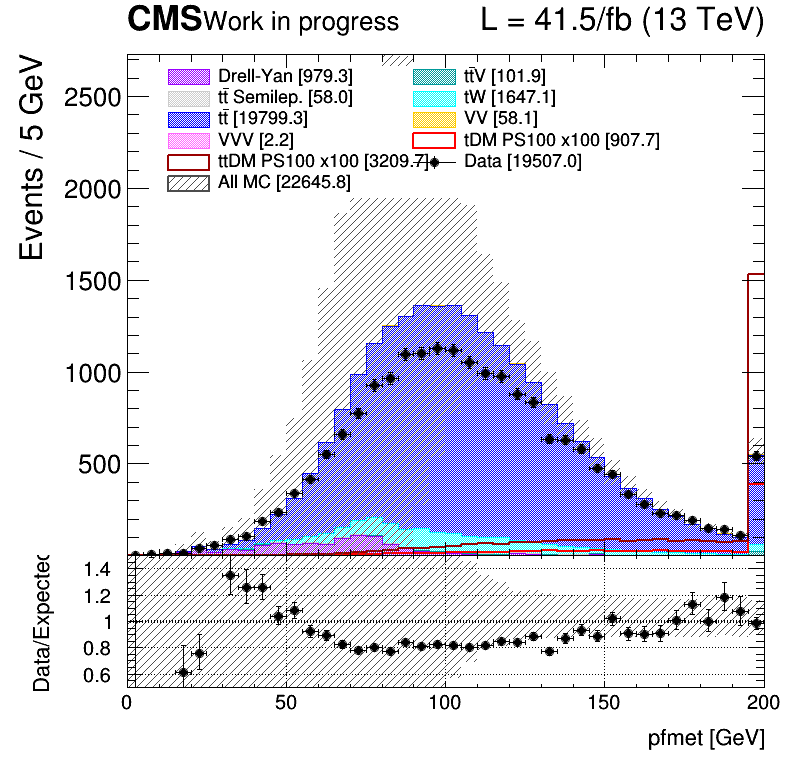 CMS Work in progress L = 41.5/fb (13 TeV)
Events / 5 GeV
2500
2000
1500
1000
500
Drell-Yan [979.3] tt̄V [101.9]
tt̄ Semilep. [58.0] tW [1647.1]
tt̄ [19799.3] VV [58.1]
VVV [2.2] tDM PS100 x100 [907.7]
ttDM PS100 x100 [3209.7] Data [19507.0]
All MC [22645.8]
Data/Expected
1.4
1.2
1
0.8
0.6
0 50 100 150 200
pfmet [GeV]